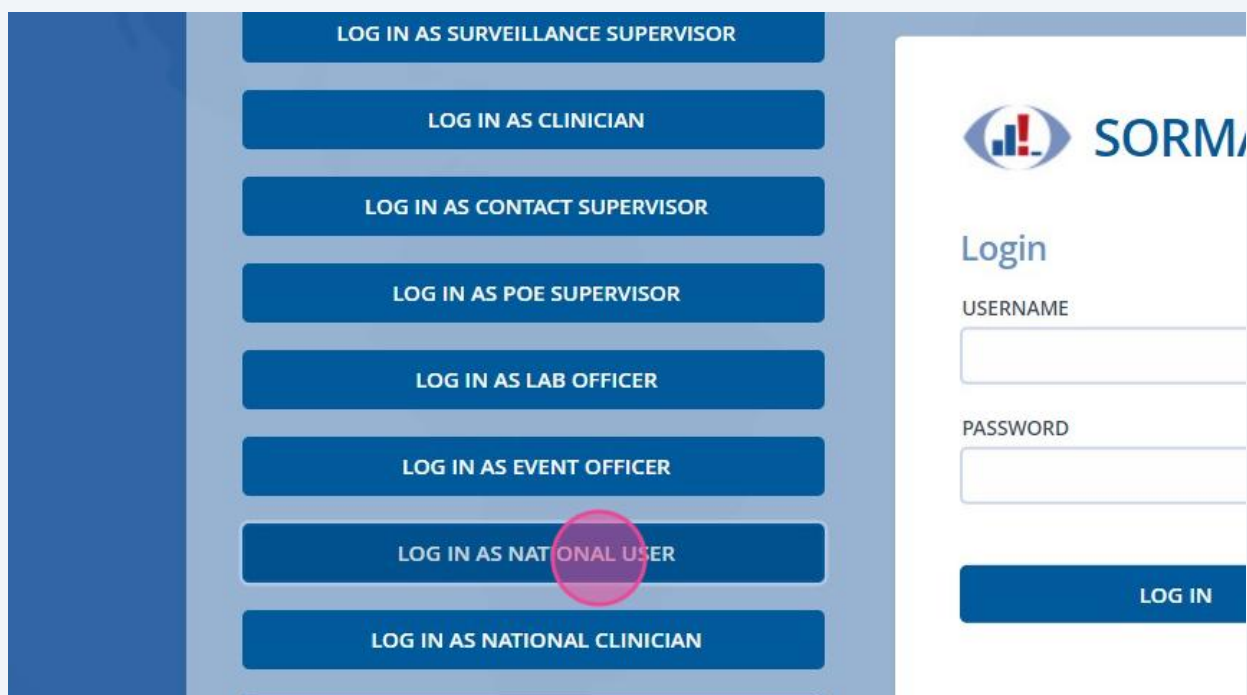 LOG IN AS SURVEILLANCE SUPERVISOR
LOG IN AS CLINICIAN
LOG IN AS CONTACT SUPERVISOR
LOG IN AS POE SUPERVISOR
LOG IN AS LAB OFFICER
LOG IN AS EVENT OFFICER
LOG IN AS NATIONAL USER
LOG IN AS NATIONAL CLINICIAN
SORMA
Login
USERNAME
PASSWORD
LOG IN